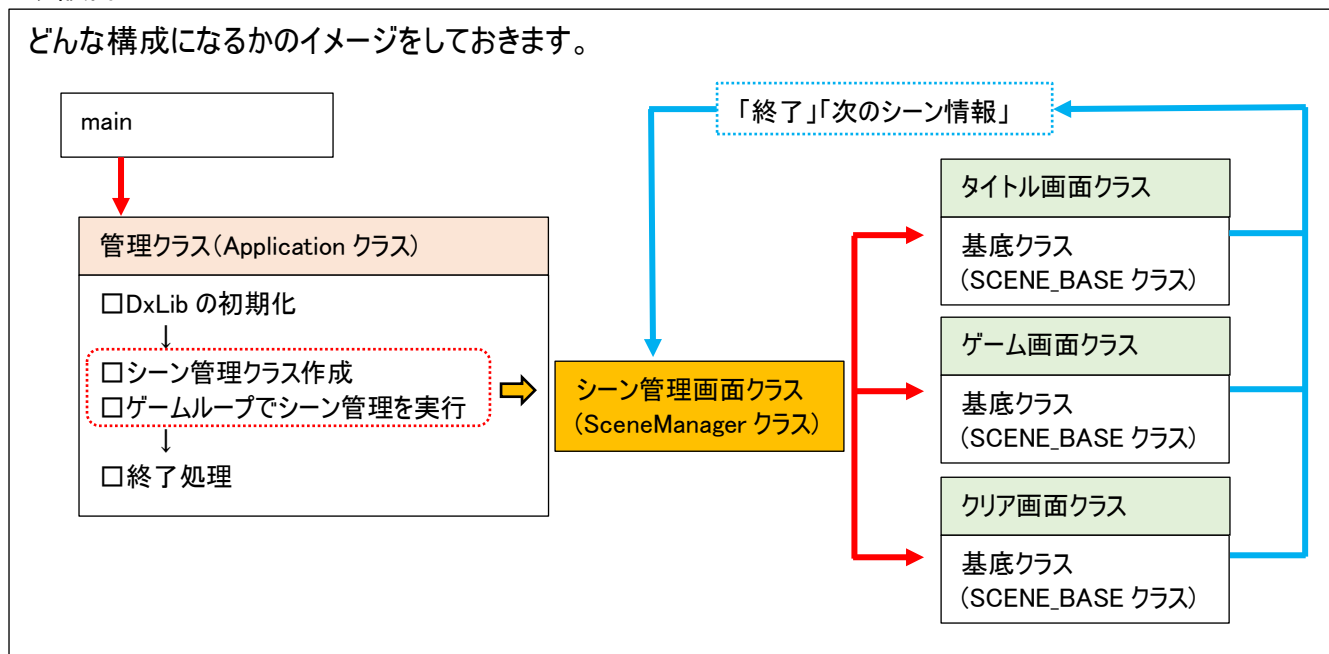 どんな構成になるかのイメージをしておきます。
main
「終了」「次のシーン情報」
管理クラス(Application クラス)
□DxLib の初期化
↓
□シーン管理クラス作成
□ゲームループでシーン管理を実行
↓
□終了処理
シーン管理画面クラス
(SceneManager クラス)
タイトル画面クラス
基底クラス
(SCENE_BASE クラス)
ゲーム画面クラス
基底クラス
(SCENE_BASE クラス)
クリア画面クラス
基底クラス
(SCENE_BASE クラス)